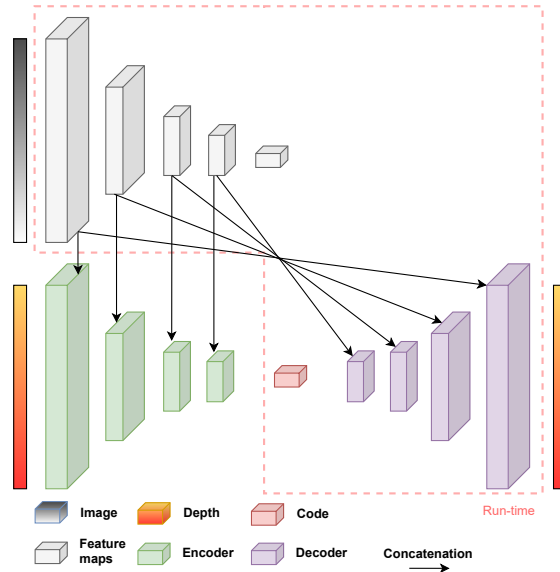 Run-time
Image
Depth
Code
Feature
maps
Encoder
Decoder
Concatenation